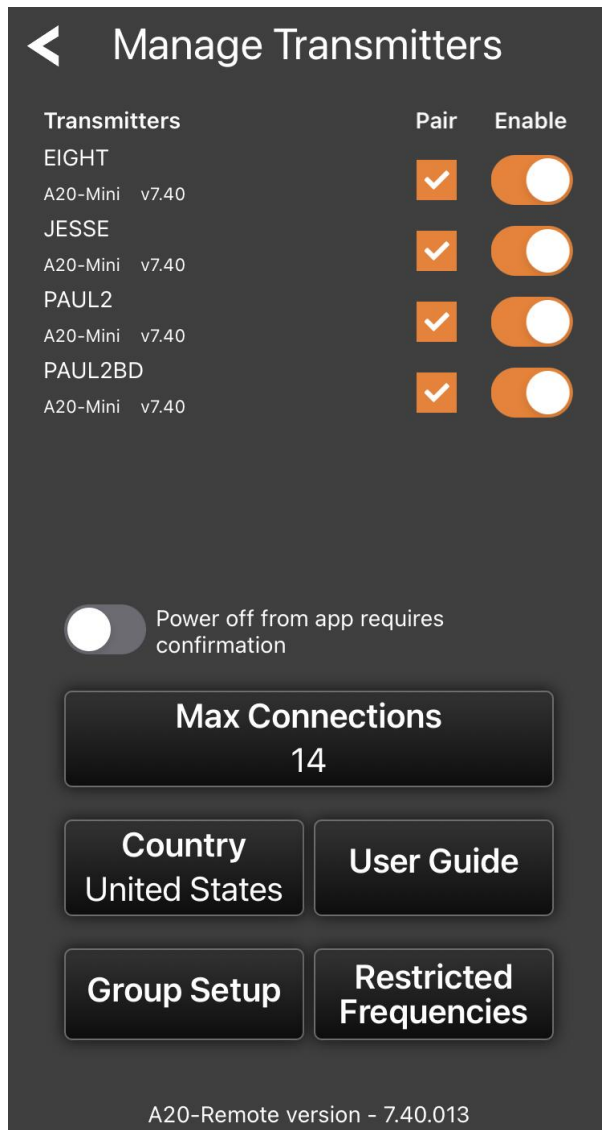 Manage Transmitters
Transmitters Pair Enable
EIGHT
A20-Mini v7.40
JESSE
A20-Mini v7.40
PAUL2
A20-Mini v7.40
PAUL2BD
A20-Mini v7.40
Power off from app requires
confirmation
Max Connections
14
Country
United States
User Guide
Group Setup
Restricted
Frequencies
A20-Remote version - 7.40.013